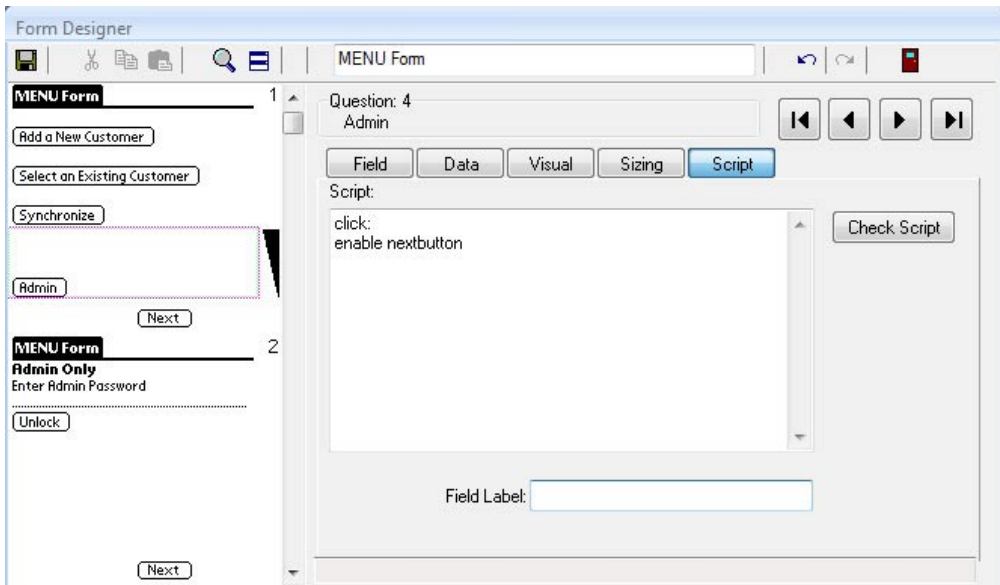 Form Designer
MENU Form
MENU Form 1
Add a New Customer
Select an Existing Customer
Synchronize
Admin
Next
MENU Form 2
Admin Only
Enter Admin Password
Unlock
Next
Question: 4
Admin
Field Data Visual Sizing Script
Script:
click:
enable nextbutton
Check Script
Field Label: